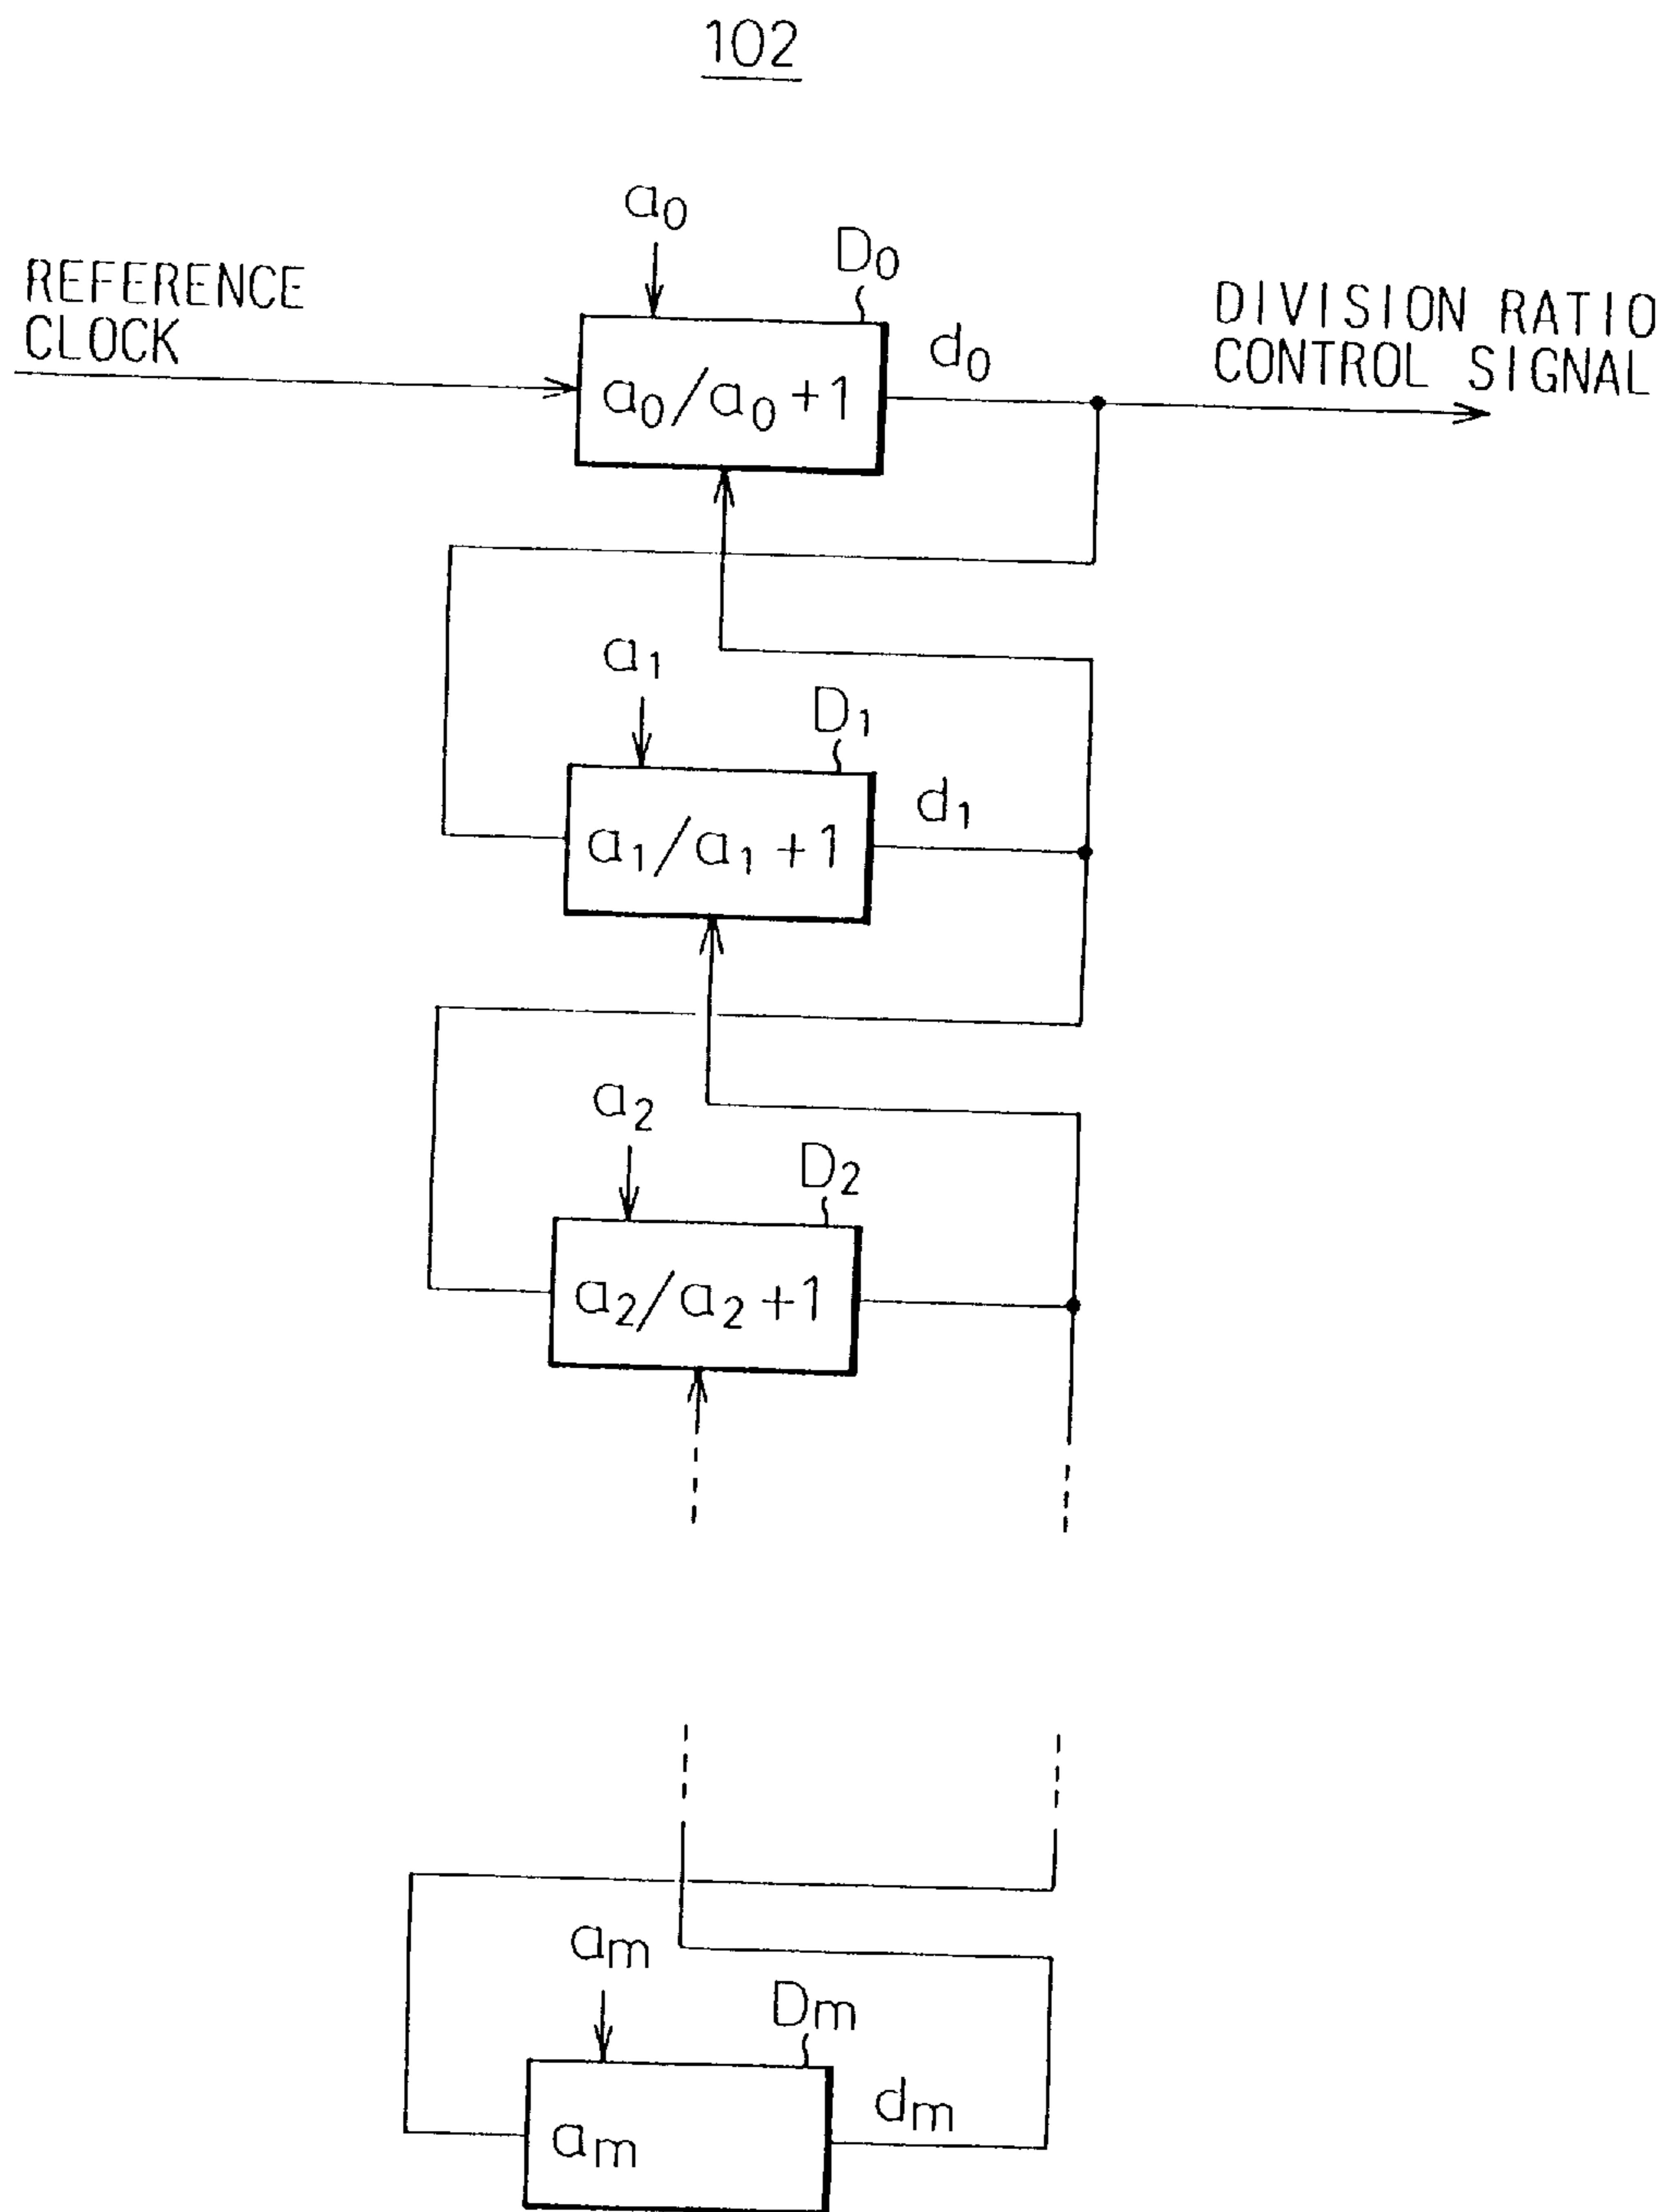 102
a₀
D₀
REFERENCE
CLOCK
d₀
DIVISION RATIO
CONTROL SIGNAL
a₀/a₀+1
a₁
D₁
d₁
a₁/a₁+1
a₂
D₂
a₂/a₂+1
aₘ
Dₘ
dₘ
aₘ